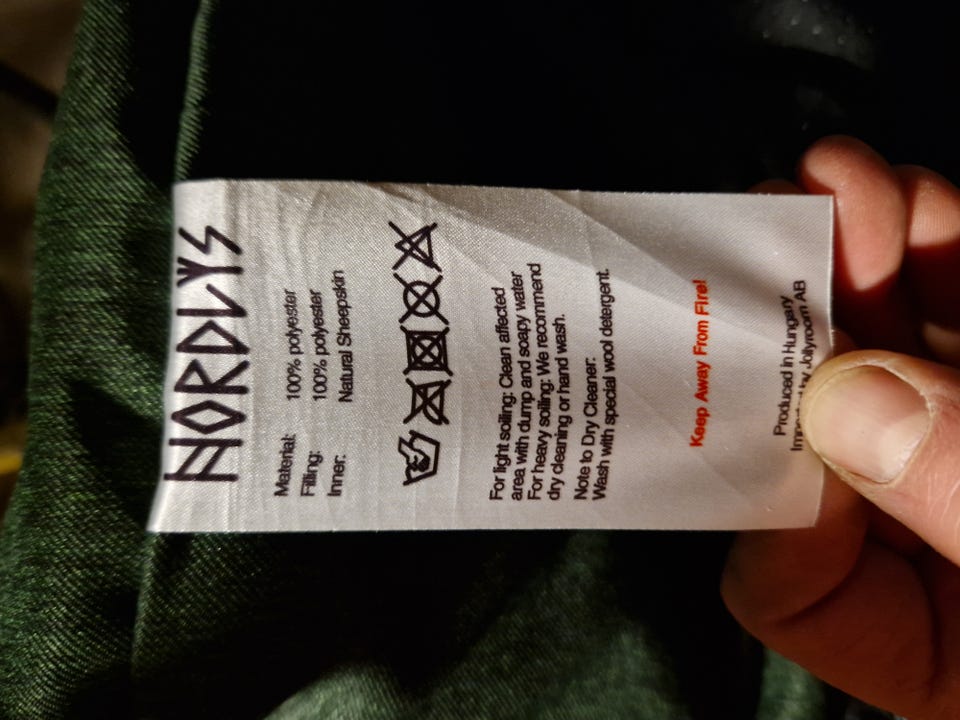 NORDLYS
Material: 100% polyester
Filling: 100% polyester
Inner: Natural Sheepskin
For light soiling: Clean affected
area with dump and soapy water
For heavy soiling: We recommend
dry cleaning or hand wash.
Note to Dry Cleaner:
Wash with special wool detergent.
Keep Away From Fire!
Produced in Hungary
by Jollyroom AB